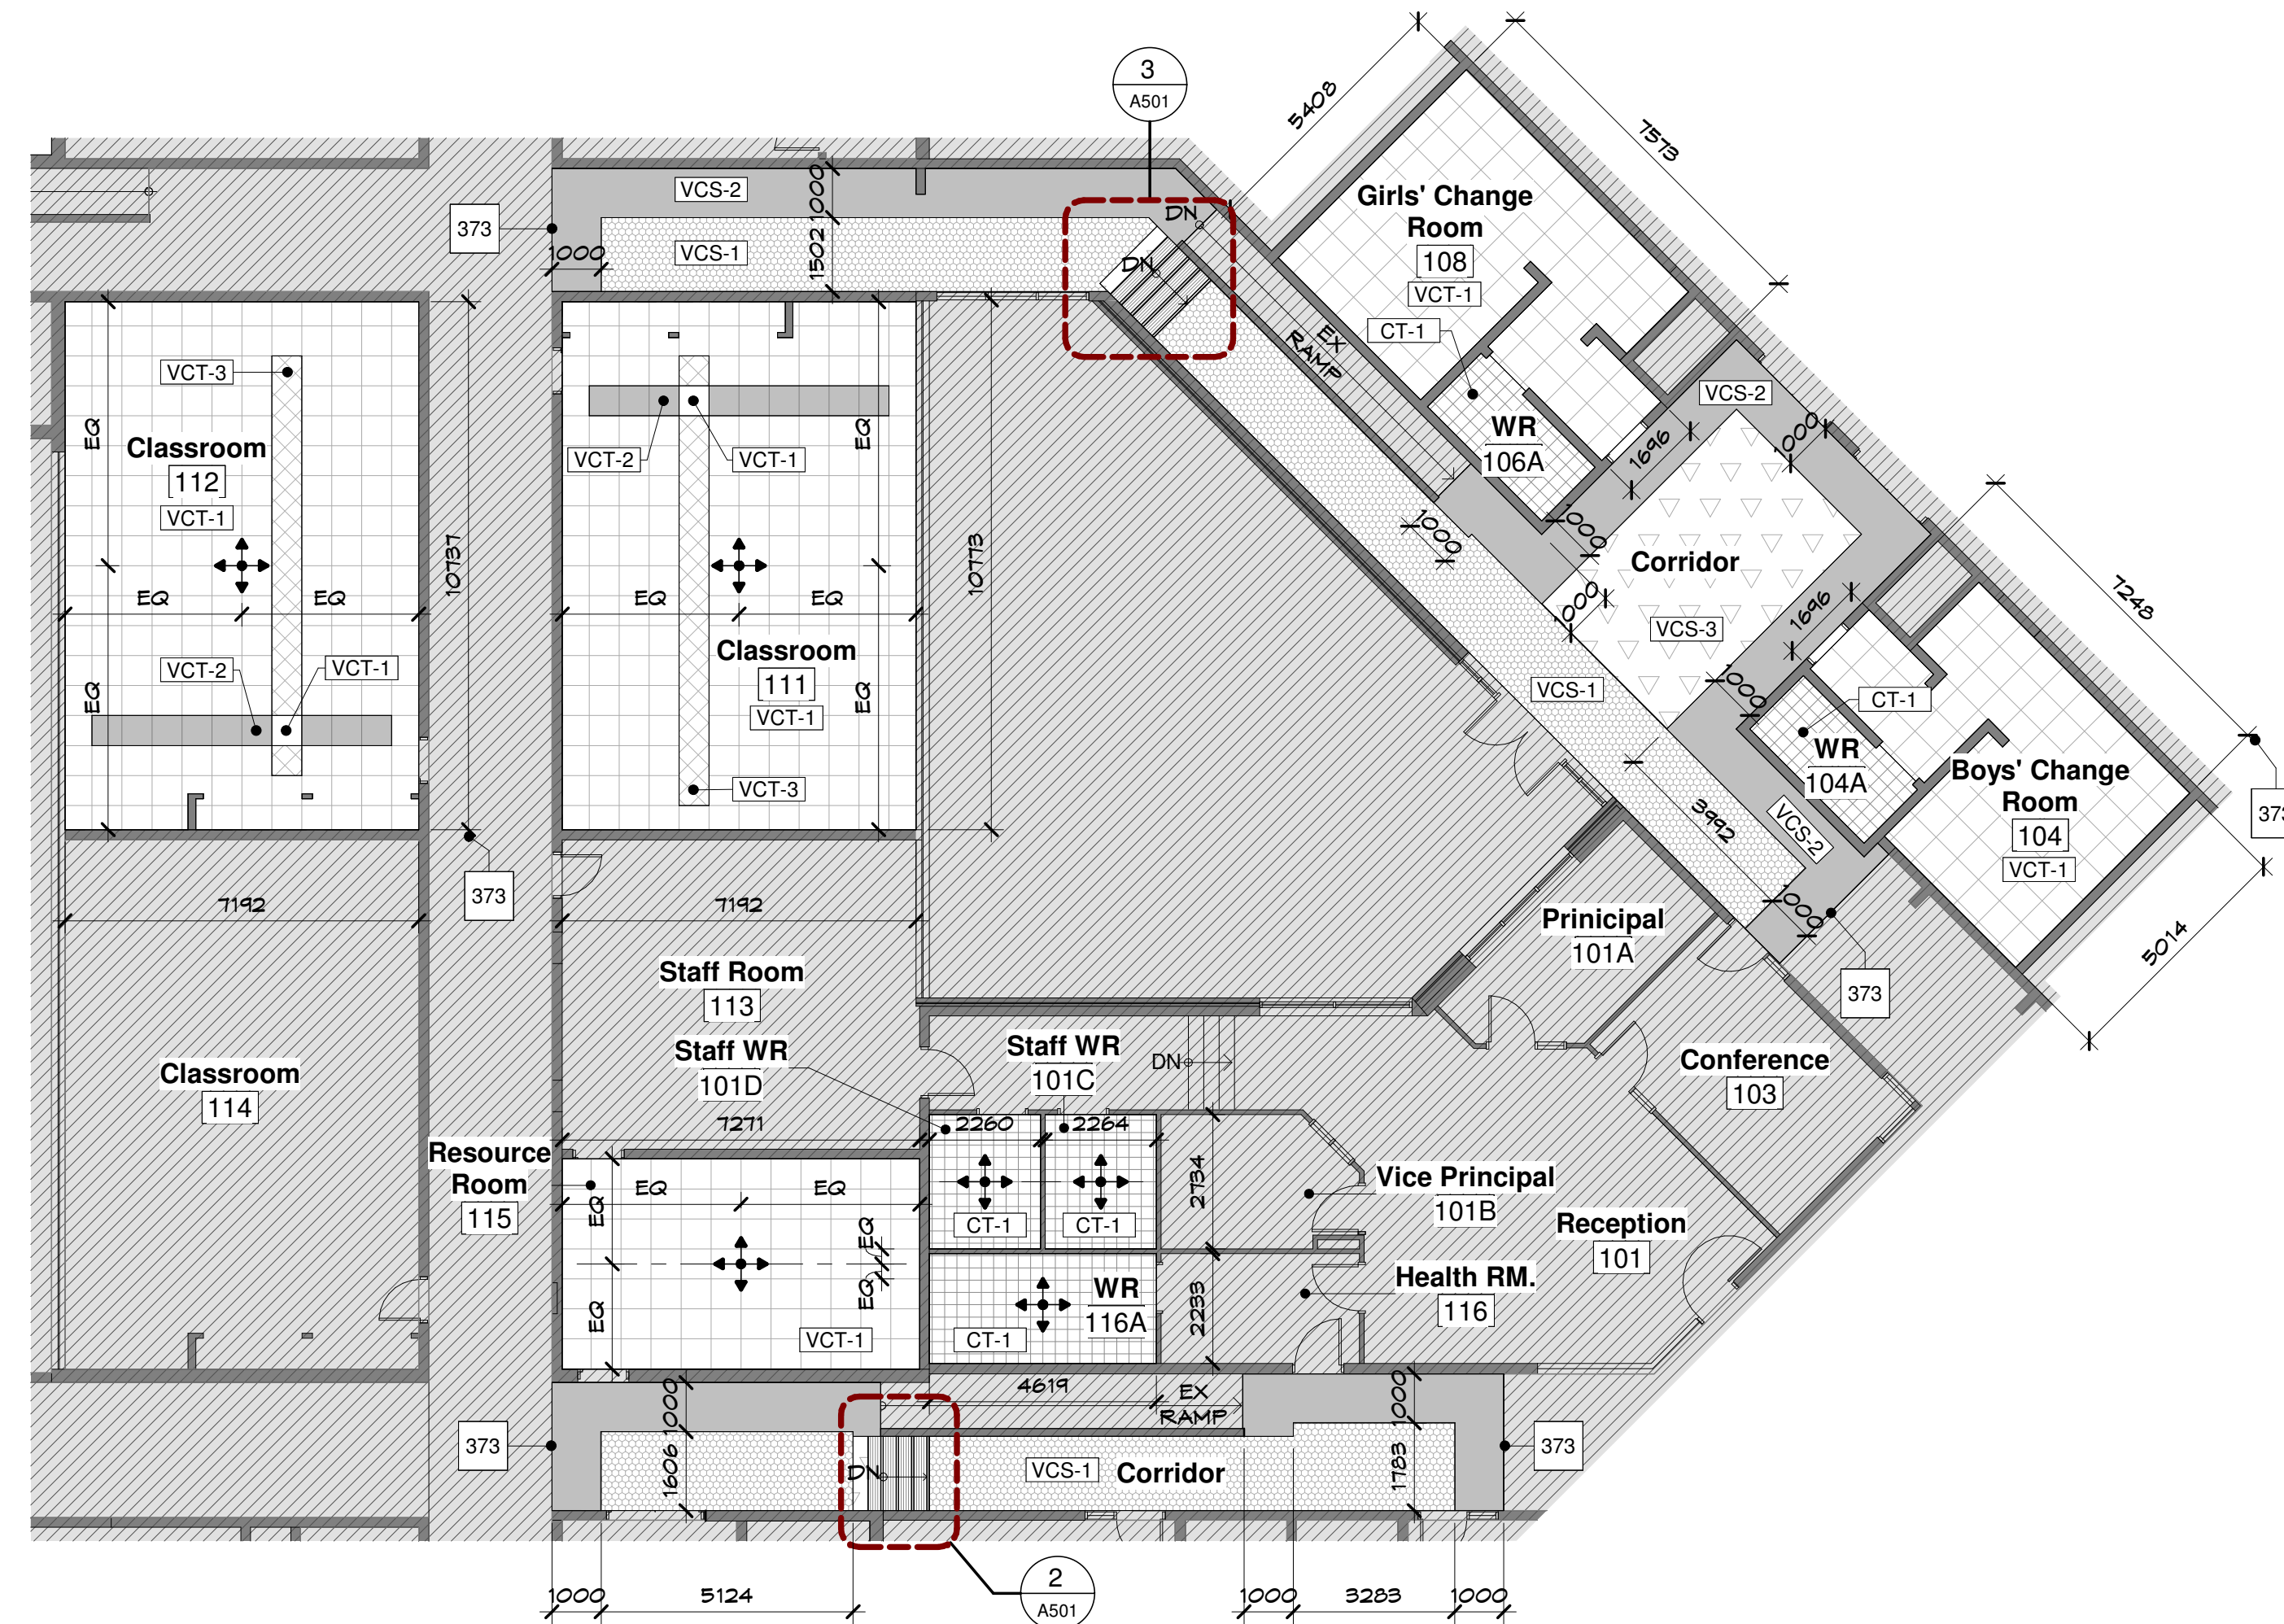 3
A501
5408
7573
VCS-2
1000
373
1000
VCS-1
1502
DN
DN
EX
RAMP
Girls' Change
Room
108
VCT-1
CT-1
WR
106A
VCS-2
1696
1000
1000
1000
1000
Corridor
VCS-3
1696
1000
VCS-1
7248
CT-1
WR
104A
Boys' Change
Room
104
VCT-1
373
5014
3992
VCS-2
1000
373
VCT-3
EQ
Classroom
112
VCT-1
EQ
EQ
VCT-2
VCT-1
EQ
10737
VCT-2
VCT-1
EQ
EQ
EQ
Classroom
111
VCT-1
EQ
VCT-3
10773
373
7192
7192
Prinicipal
101A
Staff Room
113
Staff WR
101D
Staff WR
101C
DN
Conference
103
Classroom
114
7271
2260
2264
Resource
Room
115
EQ
EQ
EQ
EQ
EQ
EQ
VCT-1
CT-1
CT-1
2734
Vice Principal
101B
Reception
101
WR
116A
CT-1
2233
Health RM.
116
4619
EX
RAMP
1000
1606
373
DN
VCS-1
Corridor
1000
1783
373
1000
5124
2
A501
1000
3283
1000